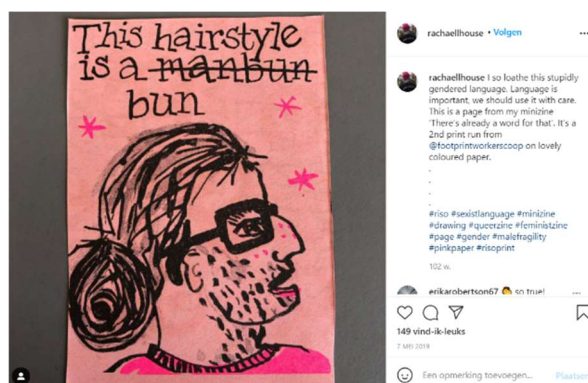 This hairstyle
is a manbun
bun
rachaellhouse • Volgen
rachaellhouse I so loathe this stupidly
gendered language. Language is
important, we should use it with care.
This is a page from my minizine
'There's already a word for that'. It's a
2nd print run from
@footprintworkerscoop on lovely
coloured paper.
.
.
.
.
#riso #sexistlanguage #minizine
#drawing #queerzine #feministzine
#page #gender #malefragility
#pinkpaper #risoprint
102 w.
erikarobertson67 so true!
149 vind-ik-leuks
7 MEI 2019
Een opmerking toevoegen...
Plaatsen